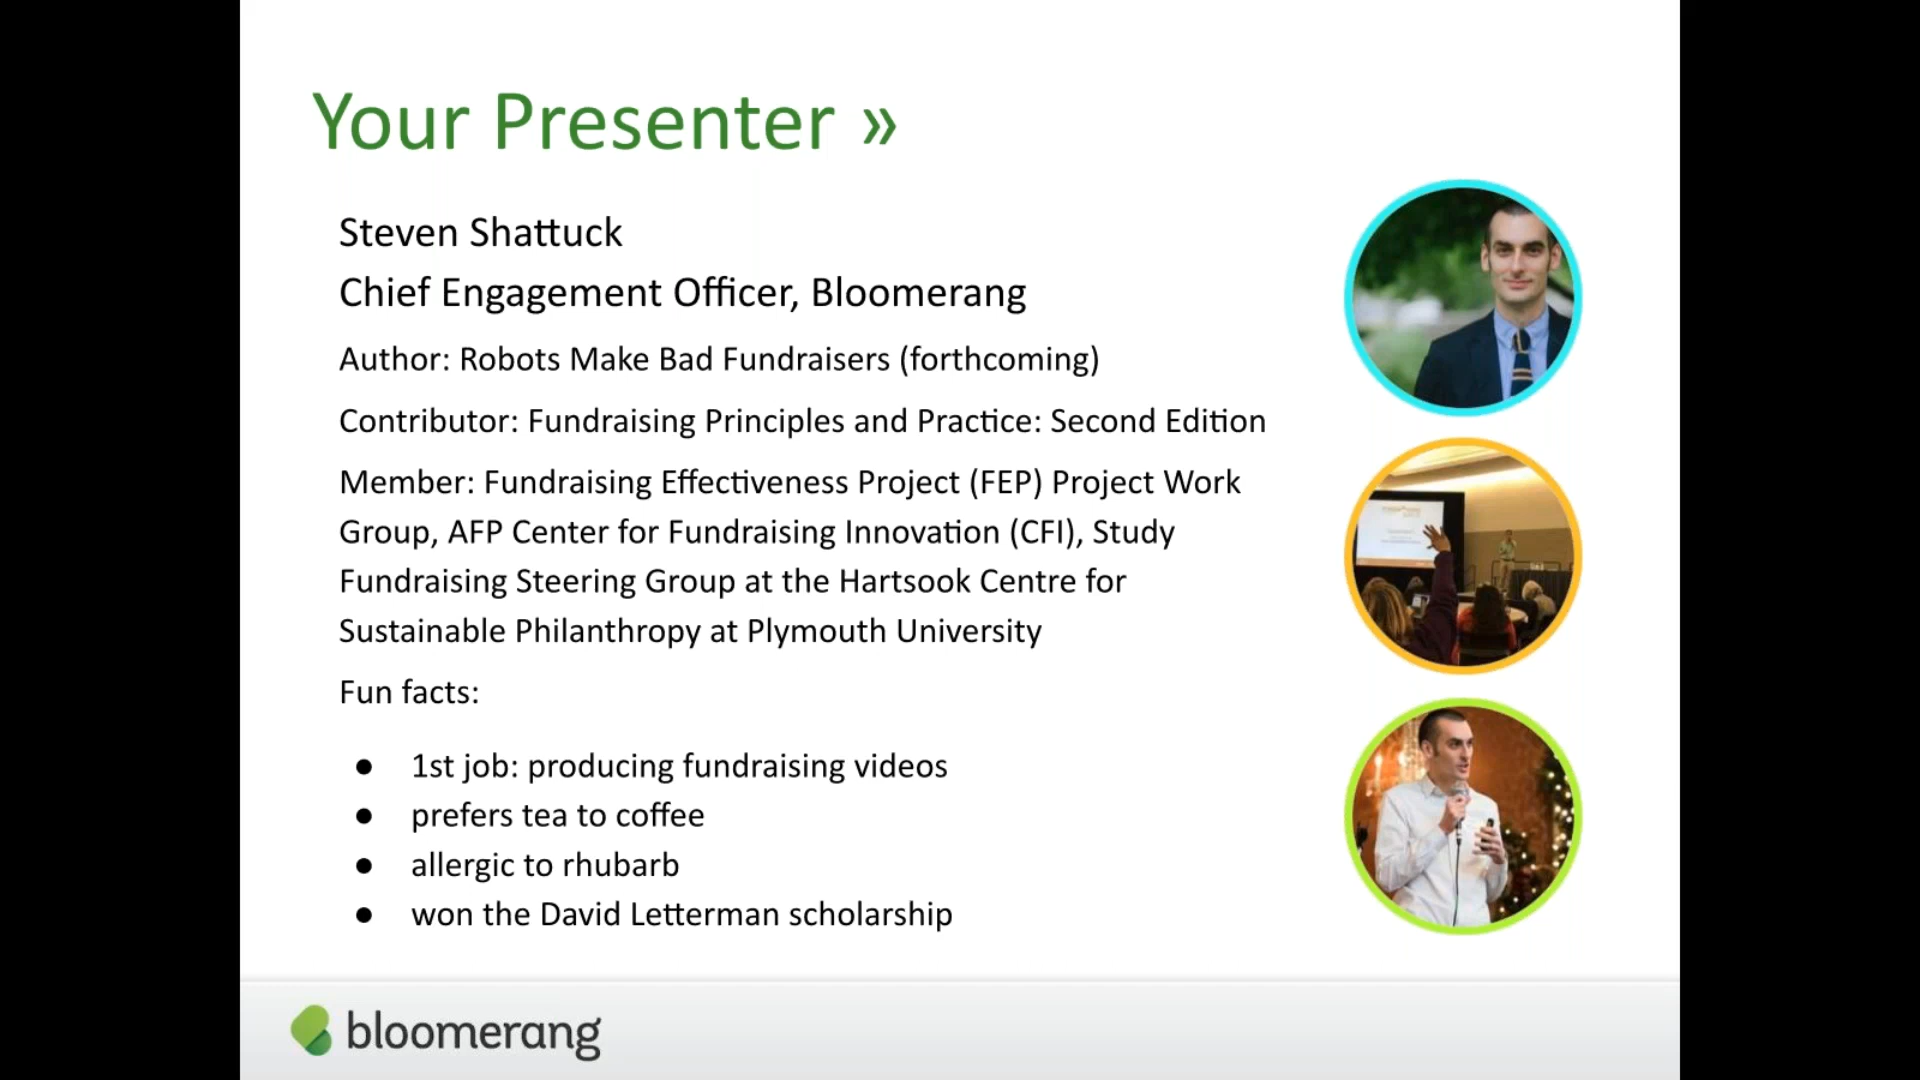 Your Presenter »
Steven Shattuck
Chief Engagement Officer, Bloomerang
Author: Robots Make Bad Fundraisers (forthcoming)
Contributor: Fundraising Principles and Practice: Second Edition
Member: Fundraising Effectiveness Project (FEP) Project Work
Group, AFP Center for Fundraising Innovation (CFI), Study
Fundraising Steering Group at the Hartsook Centre for
Sustainable Philanthropy at Plymouth University
Fun facts:
● 1st job: producing fundraising videos
● prefers tea to coffee
● allergic to rhubarb
● won the David Letterman scholarship
bloomerang